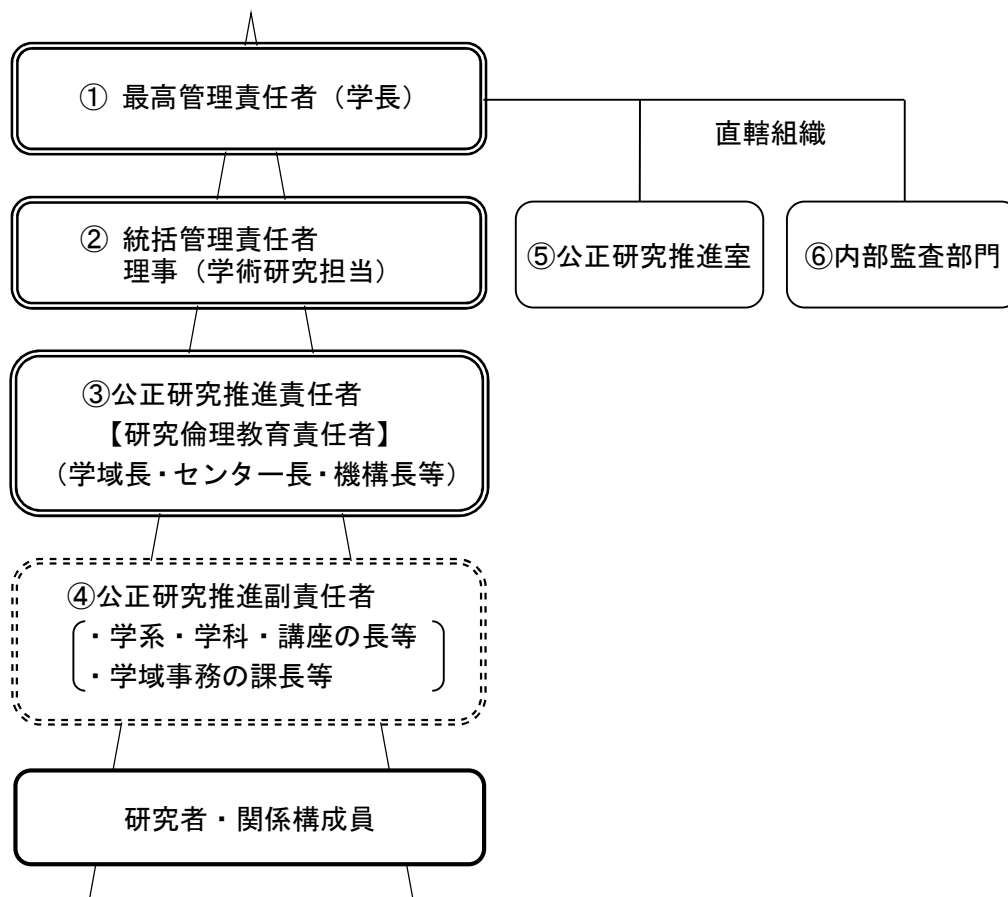 ① 最高管理責任者（学長）
直轄組織
② 統括管理責任者
理事（学術研究担当）
⑤公正研究推進室
⑥内部監査部門
③公正研究推進責任者
【研究倫理教育責任者】
（学域長・センター長・機構長等）
④公正研究推進副責任者
・学系・学科・講座の長等
・学域事務の課長等
研究者・関係構成員